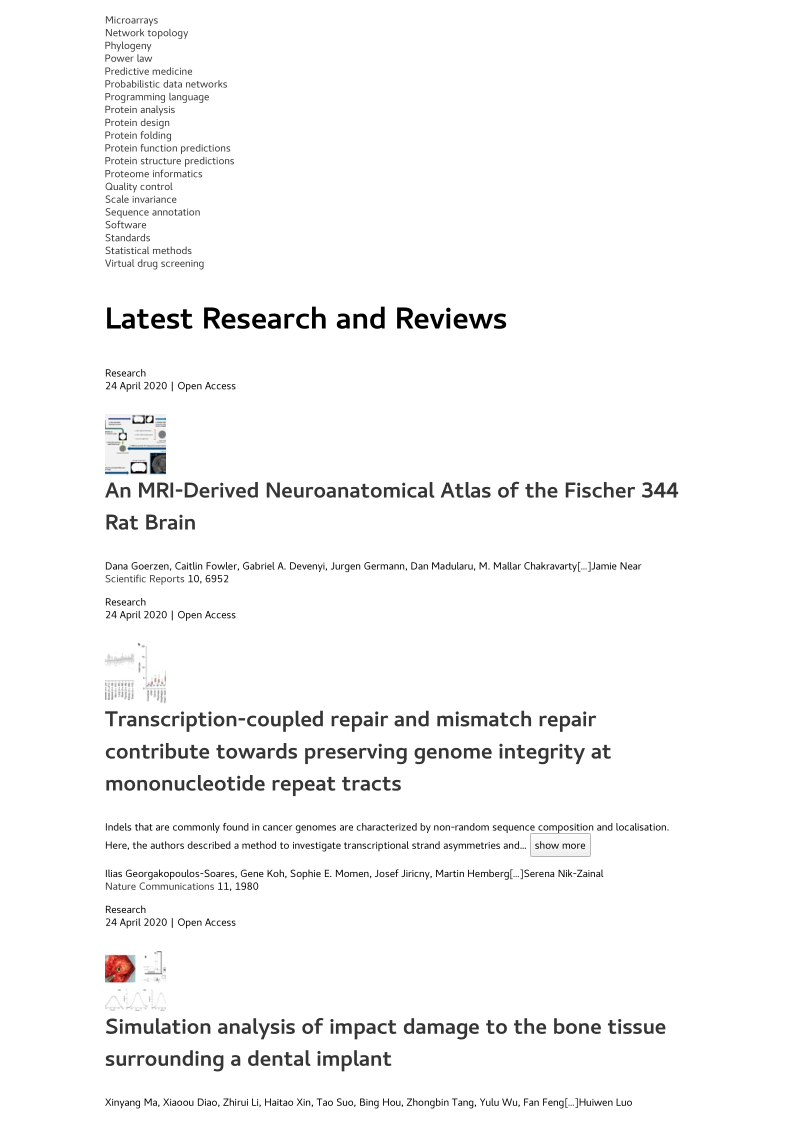 Microarrays
Network topology
Phylogeny
Power law
Predictive medicine
Probabilistic data networks
Programming language
Protein analysis
Protein design
Protein folding
Protein function predictions
Protein structure predictions
Proteome informatics
Quality control
Scale invariance
Sequence annotation
Software
Standards
Statistical methods
Virtual drug screening
Latest Research and Reviews
Research
24 April 2020 | Open Access
An MRI-Derived Neuroanatomical Atlas of the Fischer 344
Rat Brain
Dana Goerzen, Caitlin Fowler, Gabriel A. Devenyi, Jurgen Germann, Dan Madularu, M. Mallar Chakravarty[…]Jamie Near
Scientific Reports 10, 6952
Research
24 April 2020 | Open Access
Transcription-coupled repair and mismatch repair
contribute towards preserving genome integrity at
mononucleotide repeat tracts
Indels that are commonly found in cancer genomes are characterized by non-random sequence composition and localisation.
Here, the authors described a method to investigate transcriptional strand asymmetries and… show more
Ilias Georgakopoulos-Soares, Gene Koh, Sophie E. Momen, Josef Jiricny, Martin Hemberg[…]Serena Nik-Zainal
Nature Communications 11, 1980
Research
24 April 2020 | Open Access
Simulation analysis of impact damage to the bone tissue
surrounding a dental implant
Xinyang Ma, Xiaoou Diao, Zhirui Li, Haitao Xin, Tao Suo, Bing Hou, Zhongbin Tang, Yulu Wu, Fan Feng[…]Huiwen Luo